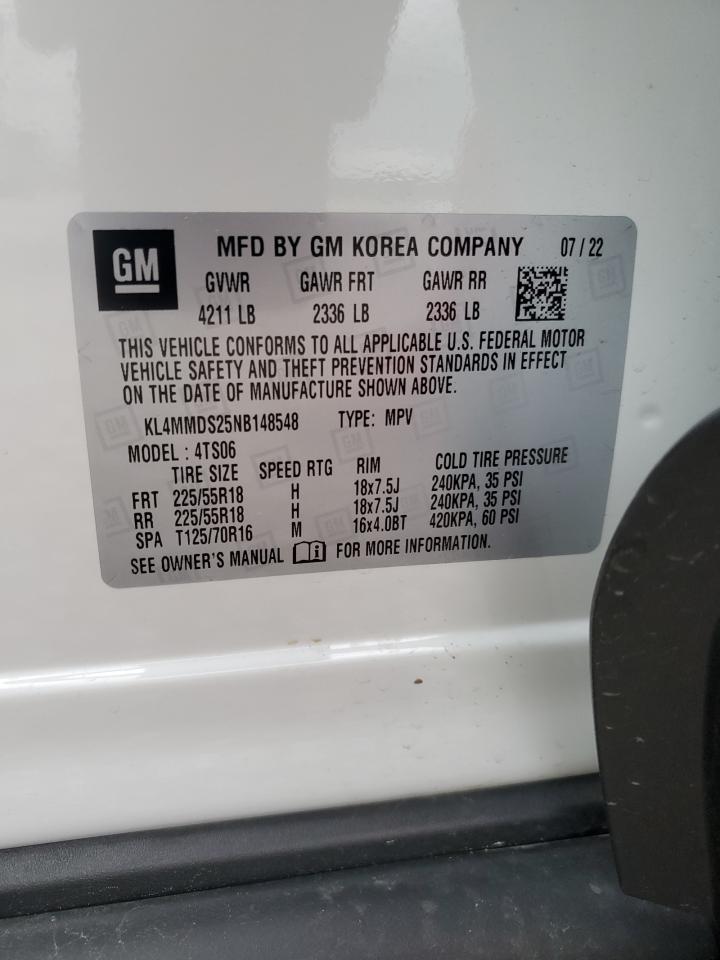 GM MFD BY GM KOREA COMPANY 07 / 22
GVWR GAWR FRT GAWR RR
4211 LB 2336 LB 2336 LB
THIS VEHICLE CONFORMS TO ALL APPLICABLE U.S. FEDERAL MOTOR
VEHICLE SAFETY AND THEFT PREVENTION STANDARDS IN EFFECT
ON THE DATE OF MANUFACTURE SHOWN ABOVE.
KL4MMDS25NB148548 TYPE: MPV
MODEL : 4TS06
TIRE SIZE SPEED RTG RIM COLD TIRE PRESSURE
FRT 225/55R18 H 18x7.5J 240KPA, 35 PSI
RR 225/55R18 H 18x7.5J 240KPA, 35 PSI
SPA T125/70R16 M 16x4.0BT 420KPA, 60 PSI
SEE OWNER'S MANUAL i FOR MORE INFORMATION.